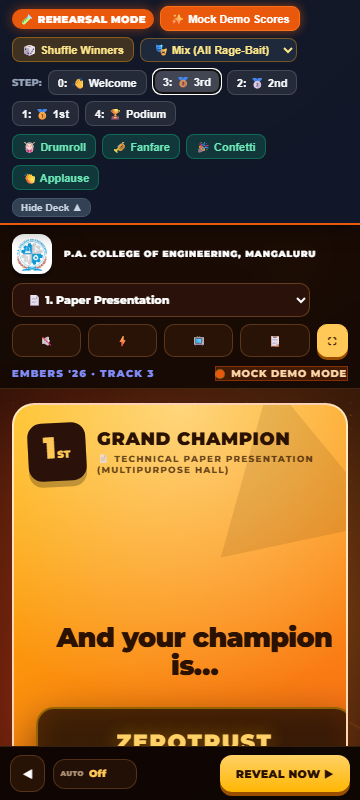 REHEARSAL MODE
Mock Demo Scores
Shuffle Winners
Mix (All Rage-Bait)
STEP:
0: Welcome
3: 3rd
2: 2nd
1: 1st
4: Podium
Drumroll
Fanfare
Confetti
Applause
Hide Deck ▲
P.A. COLLEGE OF ENGINEERING, MANGALURU
1. Paper Presentation
EMBERS '26 · TRACK 3
MOCK DEMO MODE
1ST
GRAND CHAMPION
TECHNICAL PAPER PRESENTATION
(MULTIPURPOSE HALL)
And your champion
is...
ZEROTRUST
◀
AUTO Off
REVEAL NOW ▶